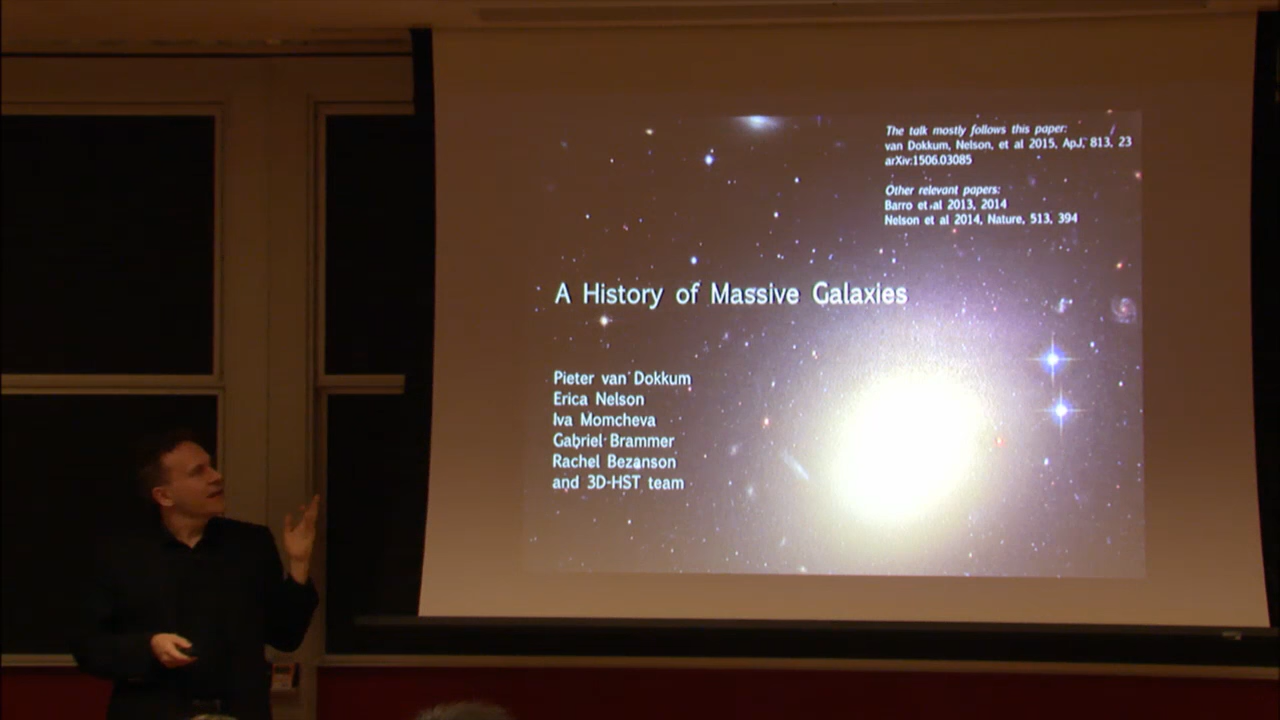 The talk mostly follows this paper:
van Dokkum, Nelson, et al 2015, ApJ, 813, 23
arXiv:1506.03085
Other relevant papers:
Barro et al 2013, 2014
Nelson et al 2014, Nature, 513, 394
A History of Massive Galaxies
Pieter van Dokkum
Erica Nelson
Iva Momcheva
Gabriel Brammer
Rachel Bezanson
and 3D-HST team